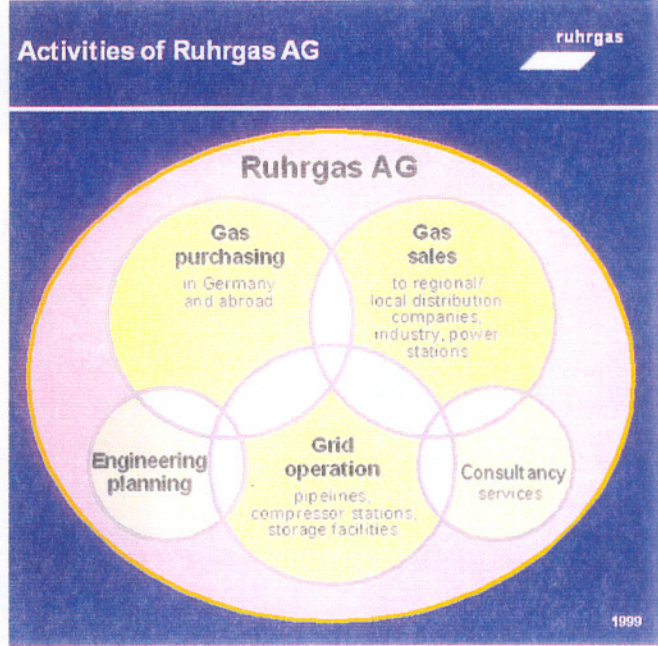 Activities of Ruhrgas AG
ruhrgas
Ruhrgas AG
Gas
purchasing
in Germany
and abroad
Gas
sales
to regional/
local distribution
companies,
industry, power
stations
Engineering
planning
Grid
operation
pipelines,
compressor stations,
storage facilities
Consultancy
services
1999